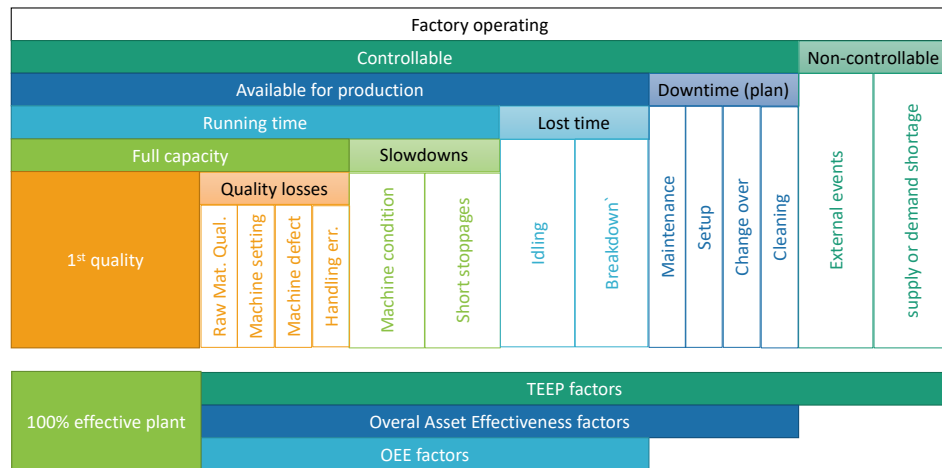 Factory operating
Controllable
Non-controllable
Available for production
Downtime (plan)
Running time
Lost time
Full capacity
Slowdowns
1st quality
Quality losses
Raw Mat. Qual.
Machine setting
Machine defect
Handling err.
Machine condition
Short stoppages
Idling
Breakdown`
Maintenance
Setup
Change over
Cleaning
External events
supply or demand shortage
100% effective plant
TEEP factors
Overal Asset Effectiveness factors
OEE factors